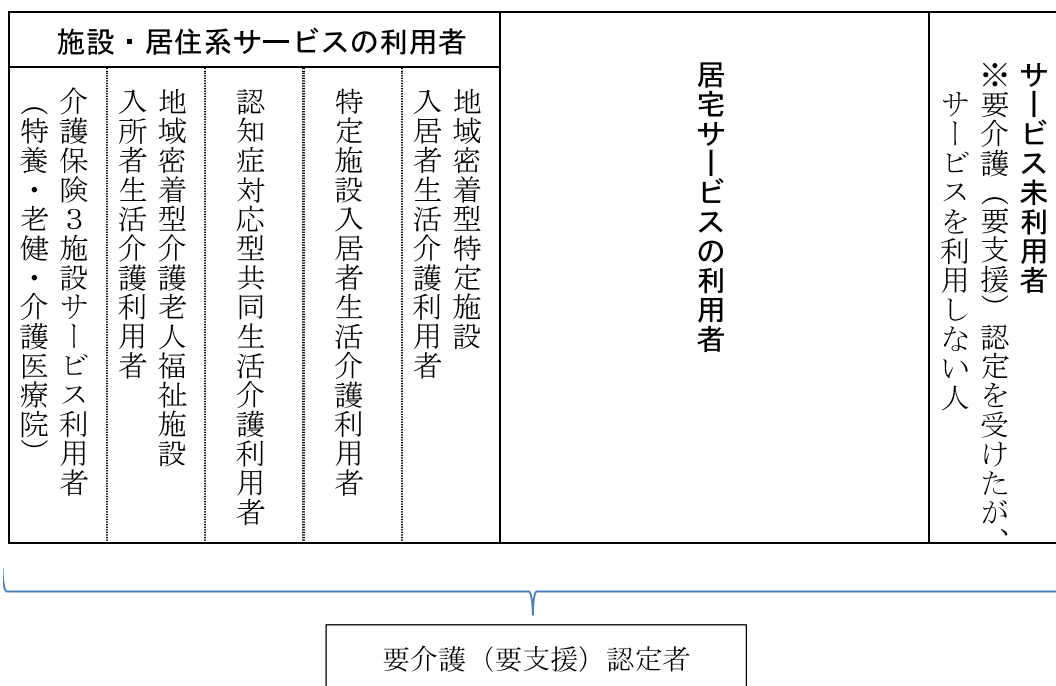 施設・居住系サービスの利用者
介護保険３施設サービス利用者
（特養・老健・介護医療院）
地域密着型介護老人福祉施設
入所者生活介護利用者
認知症対応型共同生活介護利用者
特定施設入居者生活介護利用者
地域密着型特定施設
入居者生活介護利用者
居宅サービスの利用者
サービス未利用者
※要介護（要支援）認定を受けたが、
サービスを利用しない人
要介護（要支援）認定者